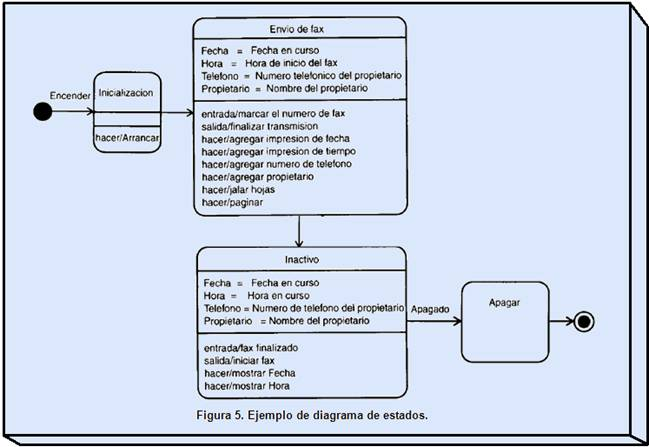 Encender
Inicializacion
hacer/Arrancar
Envio de fax
Fecha = Fecha en curso
Hora = Hora de inicio del fax
Telefono = Numero telefonico del propietario
Propietario = Nombre del propietario
entrada/marcar el numero de fax
salida/finalizar transmision
hacer/agregar impresion de fecha
hacer/agregar impresion de tiempo
hacer/agregar numero de telefono
hacer/agregar propietario
hacer/jalar hojas
hacer/paginar
Inactivo
Fecha = Fecha en curso
Hora = Hora en curso
Telefono = Numero de telefono del propietario
Propietario = Nombre del propietario
entrada/fax finalizado
salida/iniciar fax
hacer/mostrar Fecha
hacer/mostrar Hora
Apagado
Apagar
Figura 5. Ejemplo de diagrama de estados.